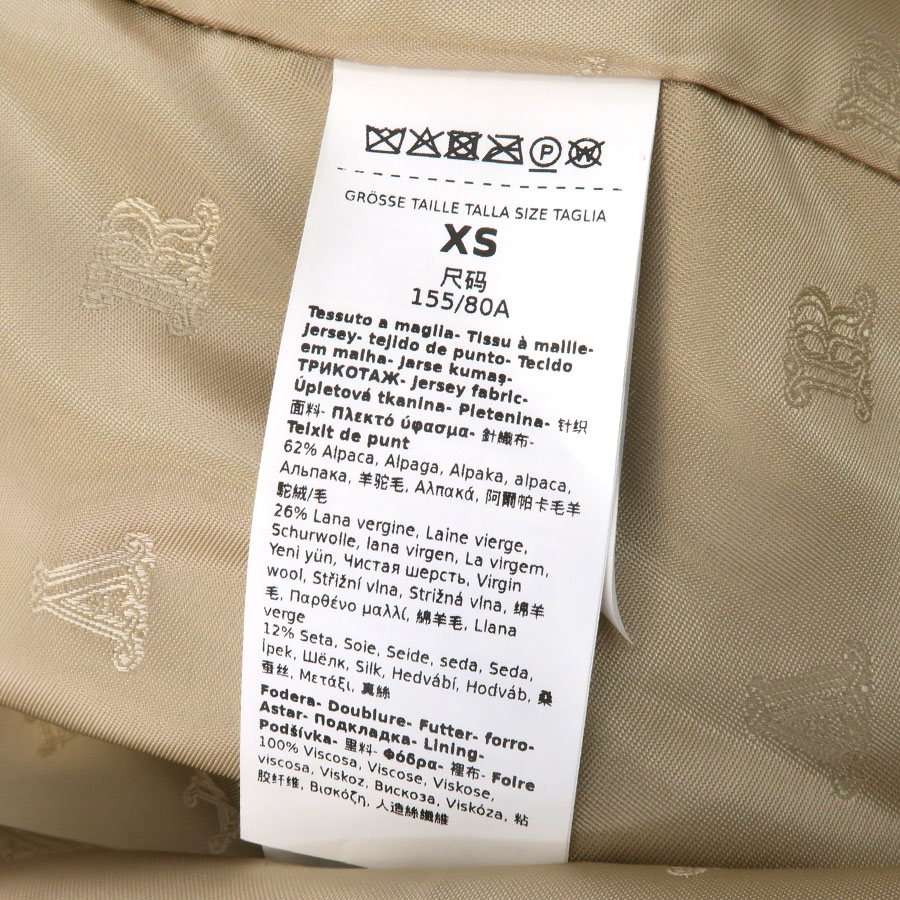 P W
GRÖSSE TAILLE TALLA SIZE TAGLIA
XS
尺码
155/80A
Tessuto a maglia- Tissu à maille-
Jersey- tejido de punto- Tecido
em malha- Jarse kumaş-
ТРИКОТАЖ- Jersey fabric-
Úpletová tkanina- Pletenina- 针织
面料- Πλεκτό ύφασμα- 針織布-
Teixit de punt
62% Alpaca, Alpaga, Alpaka, alpaca,
Альпака, 羊驼毛, Αλπακά, 阿爾帕卡毛羊
駝絨/毛
26% Lana vergine, Laine vierge,
Schurwolle, lana virgen, La virgem,
Yeni yün, Чистая шерсть, Virgin
wool, Střižní vlna, Strižná vlna, 绵羊
毛, Παρθένο μαλλί, 綿羊毛, Llana
verge
12% Seta, Soie, Seide, seda, Seda,
İpek, Шёлк, Silk, Hedvábí, Hodváb, 桑
蚕丝, Μετάξι, 真絲
Fodera- Doublure- Futter- forro-
Astar- Подкладка- Lining-
Podšívka- 里料- Φόδρα- 裡布- Folre
100% Viscosa, Viscose, Viskose,
viscosa, Viskoz, Вискоза, Viskóza, 粘
胶纤维, Βισκόζη, 人造絲纖維